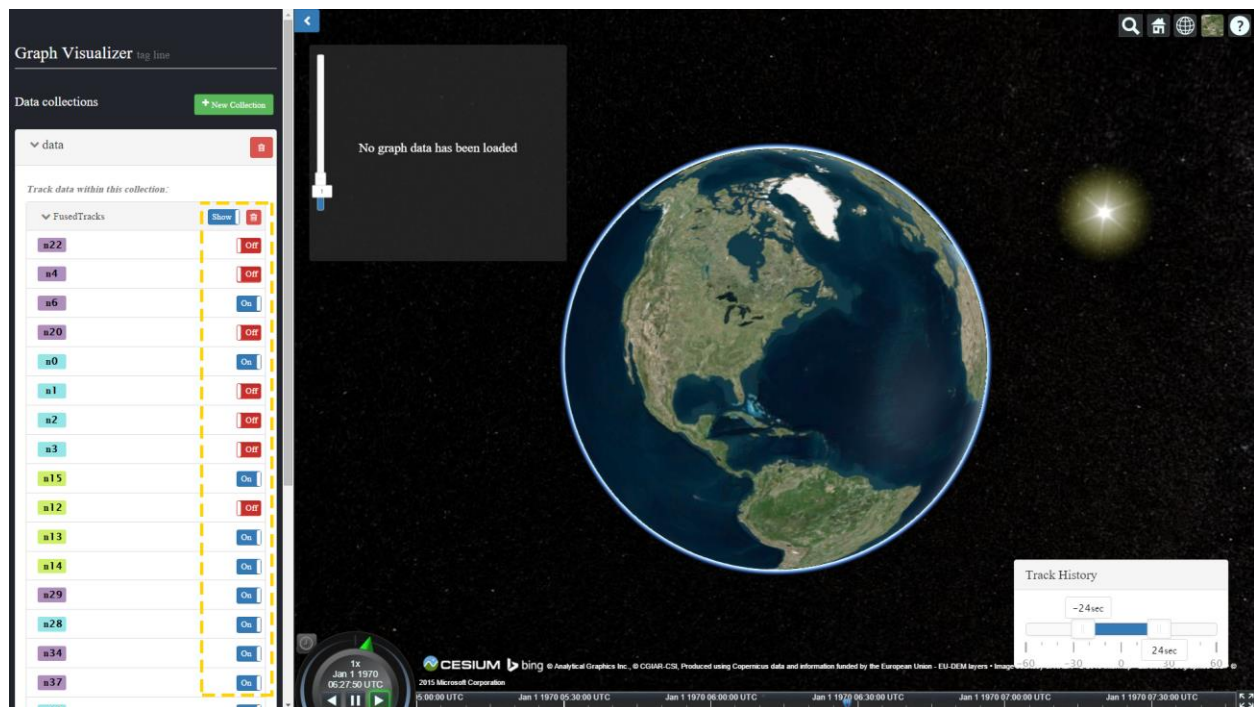 Graph Visualizer tag line
Data collections
+ New Collection
data
Track data within this collection:
FusedTracks Show
n22 Off
n4 Off
n6 On
n20 Off
n0 On
n1 Off
n2 Off
n3 Off
n15 On
n12 Off
n13 On
n14 On
n29 On
n28 On
n34 On
n37 On
No graph data has been loaded
?
Track History
-24sec
24sec
-60 -30 0 30 60
1x
Jan 1 1970
06:27:50 UTC
CESIUM bing © Analytical Graphics Inc., © CGIAR-CSI, Produced using Copernicus data and information funded by the European Union - EU-DEM layers • Image
2015 Microsoft Corporation
5:00:00 UTC Jan 1 1970 05:30:00 UTC Jan 1 1970 06:00:00 UTC Jan 1 1970 06:30:00 UTC Jan 1 1970 07:00:00 UTC Jan 1 1970 07:30:00 UTC